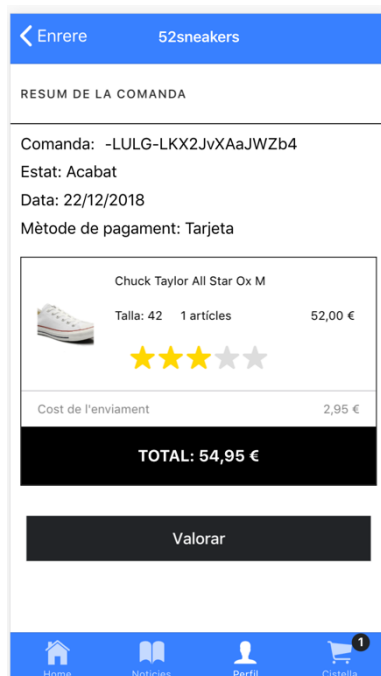 Enrere
52sneakers
RESUM DE LA COMANDA
Comanda: -LULG-LKX2JvXAaJWZb4
Estat: Acabat
Data: 22/12/2018
Mètode de pagament: Tarjeta
Chuck Taylor All Star Ox M
Talla: 42 1 artícles 52,00 €
Cost de l'enviament 2,95 €
TOTAL: 54,95 €
Valorar
1
Home Noticies Perfil Cistella